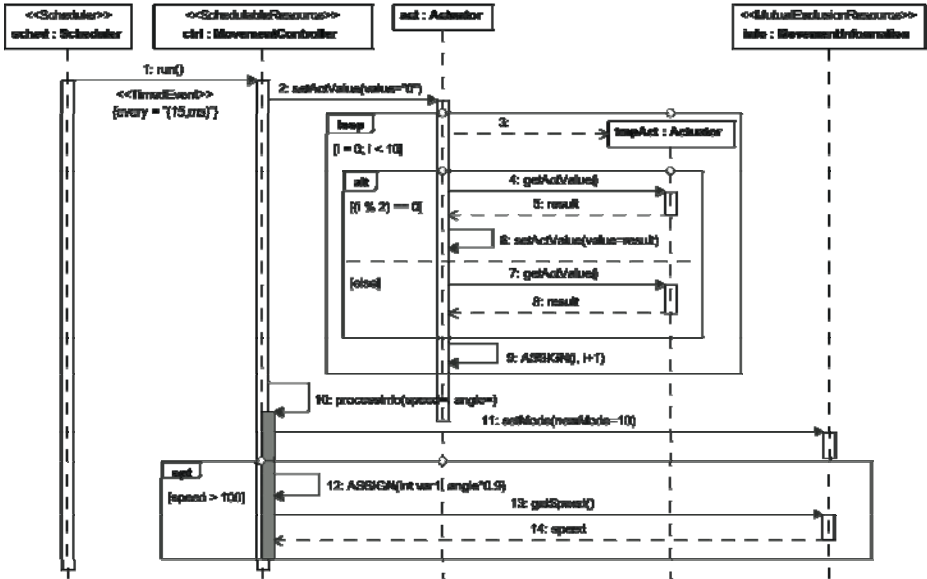 <<Scheduler>>
sched : Scheduler
<<SchedulableResource>>
ctrl : MovementController
act : Actuator
<<MutualExclusionResource>>
info : MovementInformation
1: run()
<<TimedEvent>>
{every = "(15,ms)"}
2: setActValue(value="0")
loop
[i = 0; i < 10]
3:
tmpAct : Actuator
alt
[(i % 2) == 0]
4: getActValue()
5: result
6: setActValue(value=result)
7: getActValue()
[else]
8: result
9: ASSIGN(i, i+1)
10: processInfo(speed=, angle=)
11: setMode(newMode=10)
opt
[speed > 100]
12: ASSIGN(int var1, angle*0.9)
13: getSpeed()
14: speed